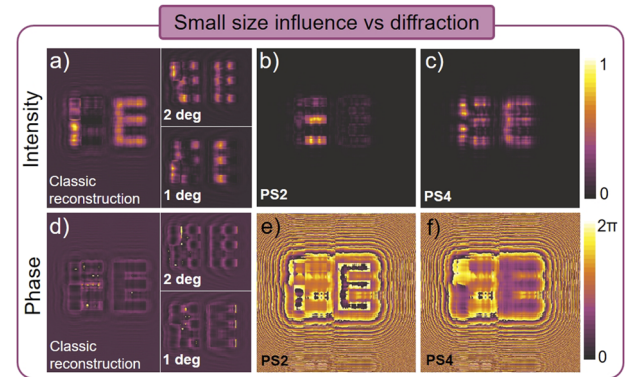 Small size influence vs diffraction
Intensity
a)
Classic
reconstruction
2 deg
1 deg
b)
PS2
c)
PS4
1
0
Phase
d)
Classic
reconstruction
2 deg
1 deg
e)
PS2
f)
PS4
2π
0